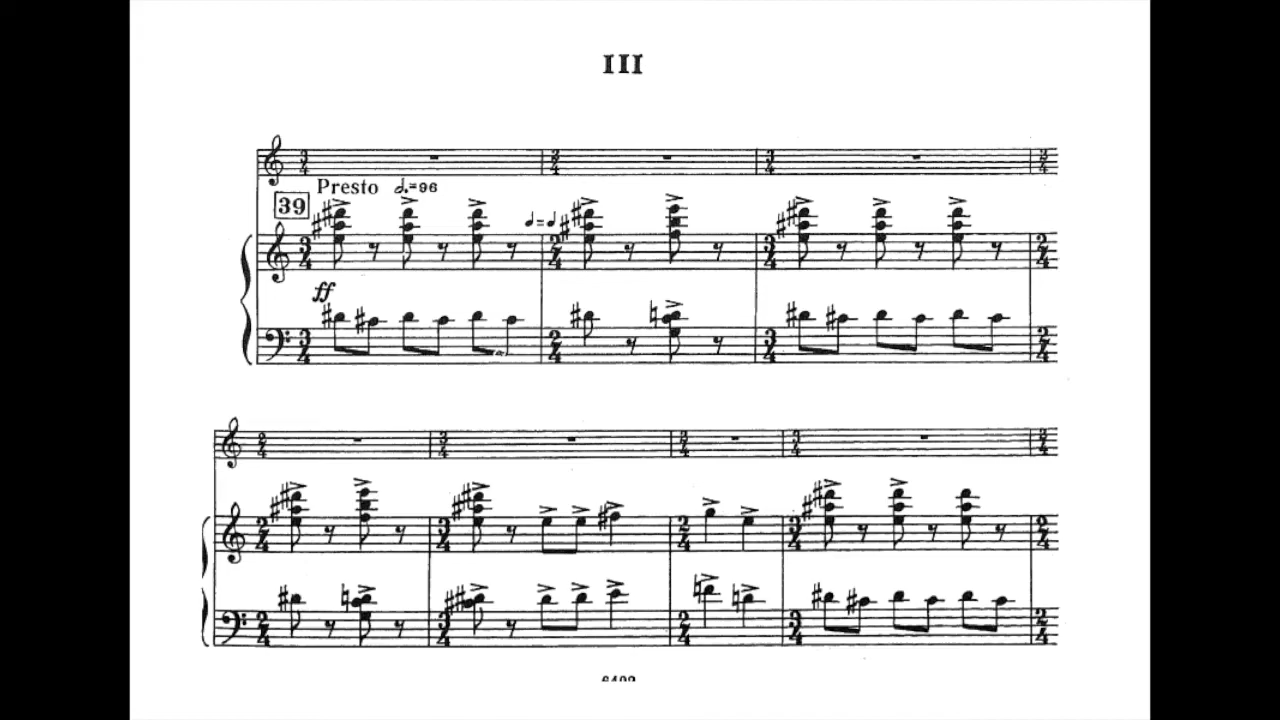 III
Presto 𝅗𝅥.=96
39
♩=♩
ff